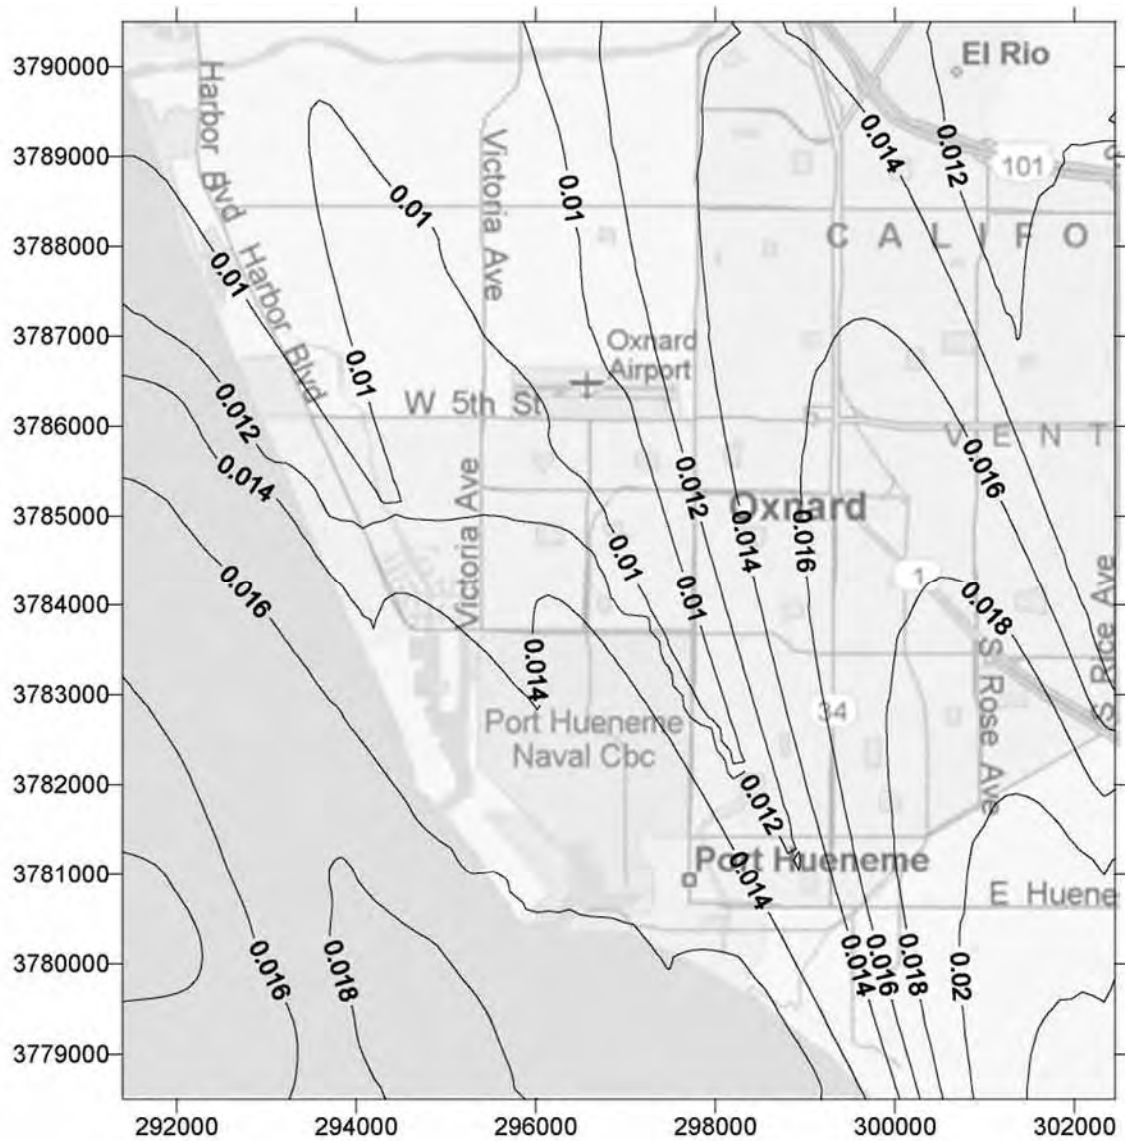 3790000
3789000
3788000
3787000
3786000
3785000
3784000
3783000
3782000
3781000
3780000
3779000
292000
294000
296000
298000
300000
302000
El Rio
Harbor Blvd
Harbor Blvd
Victoria Ave
101
CALIFO
Oxnard
Airport
W 5th St
VENT
Victoria Ave
Oxnard
1
S Rose Ave
S Rice Ave
34
Port Hueneme
Naval Cbc
Port Hueneme
E Huene
0.014
0.012
0.01
0.01
0.01
0.01
0.012
0.014
0.016
0.012
0.014
0.016
0.016
0.01
0.01
0.018
0.014
0.012
0.014
0.016
0.018
0.014
0.016
0.018
0.02